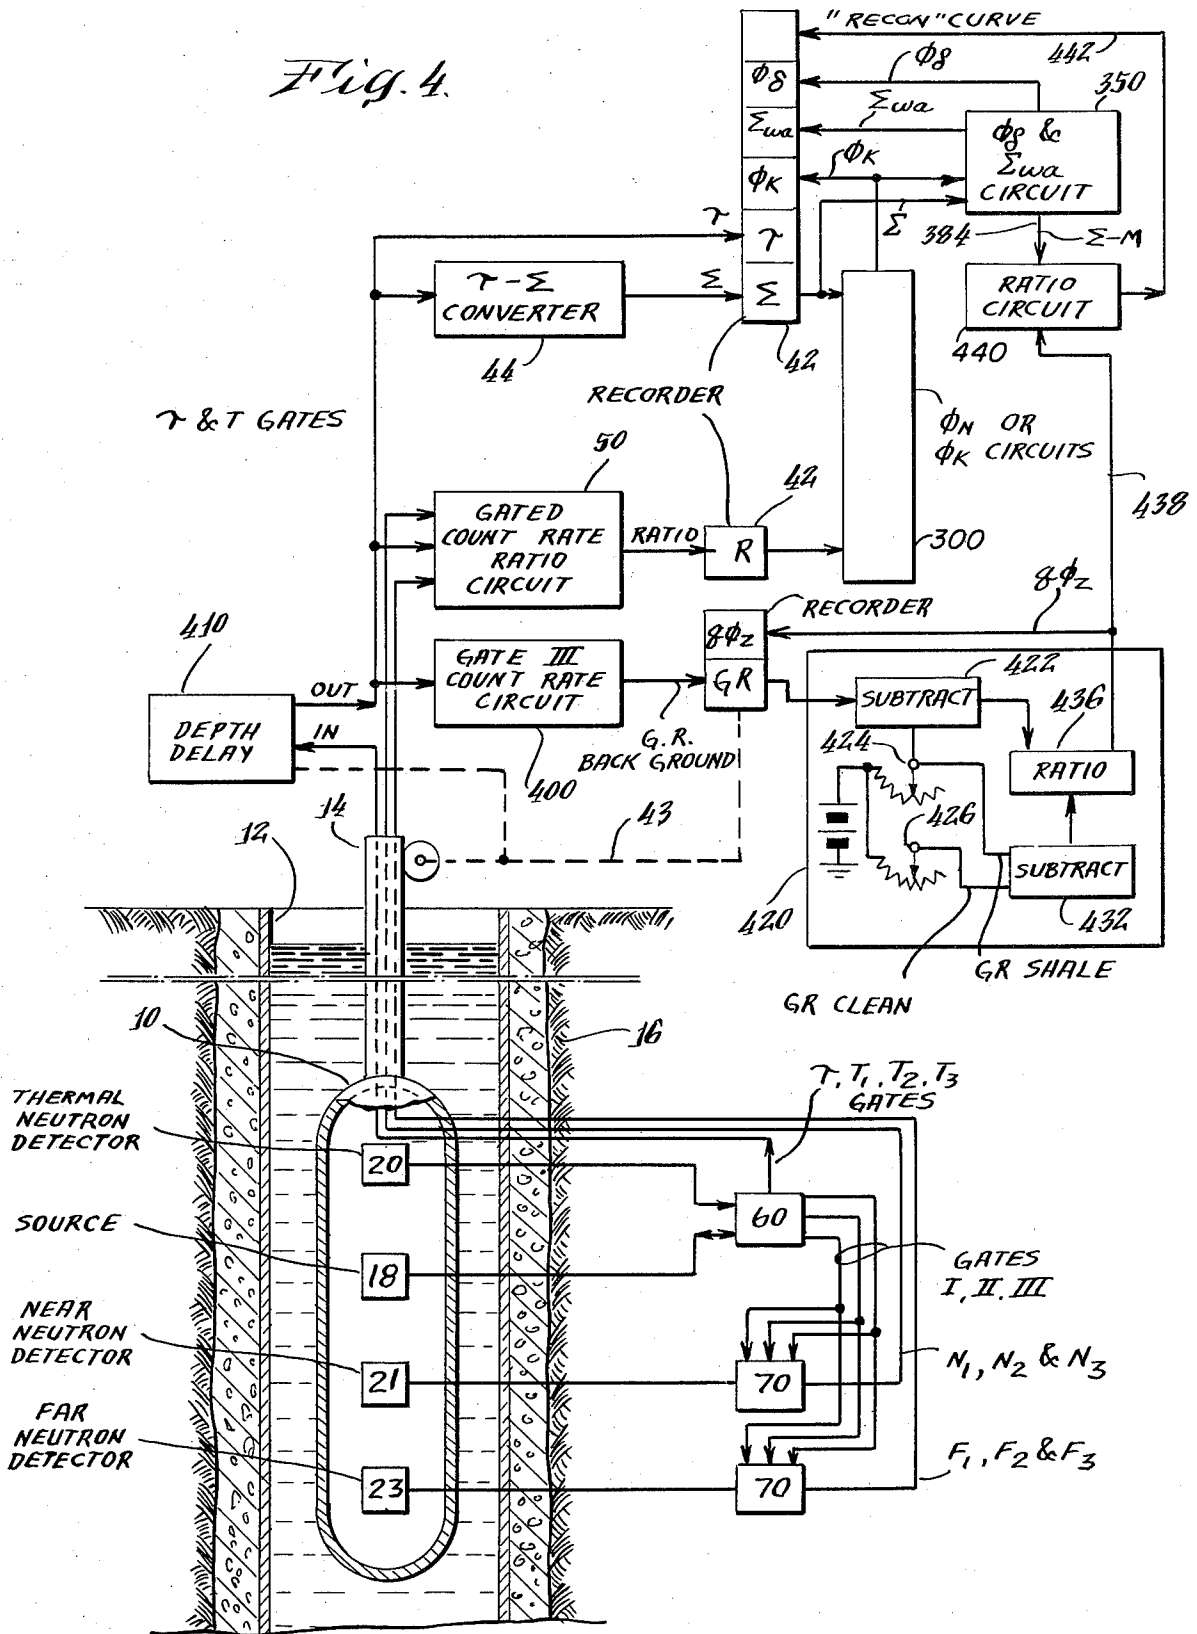 Fig. 4.
"RECON" CURVE
442
ϕδ
ϕδ
350
Σwa
Σwa
ϕδ &
Σwa
CIRCUIT
ϕK
ϕK
Σ
384
Σ-M
τ
τ
τ-Σ
CONVERTER
44
Σ
Σ
42
RATIO
CIRCUIT
440
RECORDER
τ & T GATES
50
GATED
COUNT RATE
RATIO
CIRCUIT
RATIO
R
42
ϕN OR
ϕK CIRCUITS
300
438
8ϕz
410
DEPTH
DELAY
OUT
IN
GATE III
COUNT RATE
CIRCUIT
400
G.R.
BACK GROUND
8ϕz
GR
RECORDER
SUBTRACT
422
436
RATIO
424
426
SUBTRACT
432
420
GR SHALE
GR CLEAN
14
12
43
10
16
THERMAL
NEUTRON
DETECTOR
20
SOURCE
18
NEAR
NEUTRON
DETECTOR
21
FAR
NEUTRON
DETECTOR
23
τ, T1, T2, T3
GATES
60
GATES
I, II, III
70
N1, N2 & N3
70
F1, F2 & F3